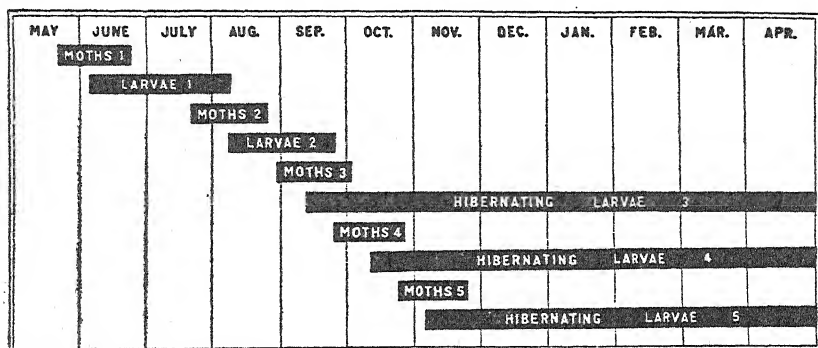 MAY JUNE JULY AUG. SEP. OCT. NOV. DEC. JAN. FEB. MAR. APR.
MOTHS 1
LARVAE 1
MOTHS 2
LARVAE 2
MOTHS 3
HIBERNATING LARVAE 3
MOTHS 4
HIBERNATING LARVAE 4
MOTHS 5
HIBERNATING LARVAE 5